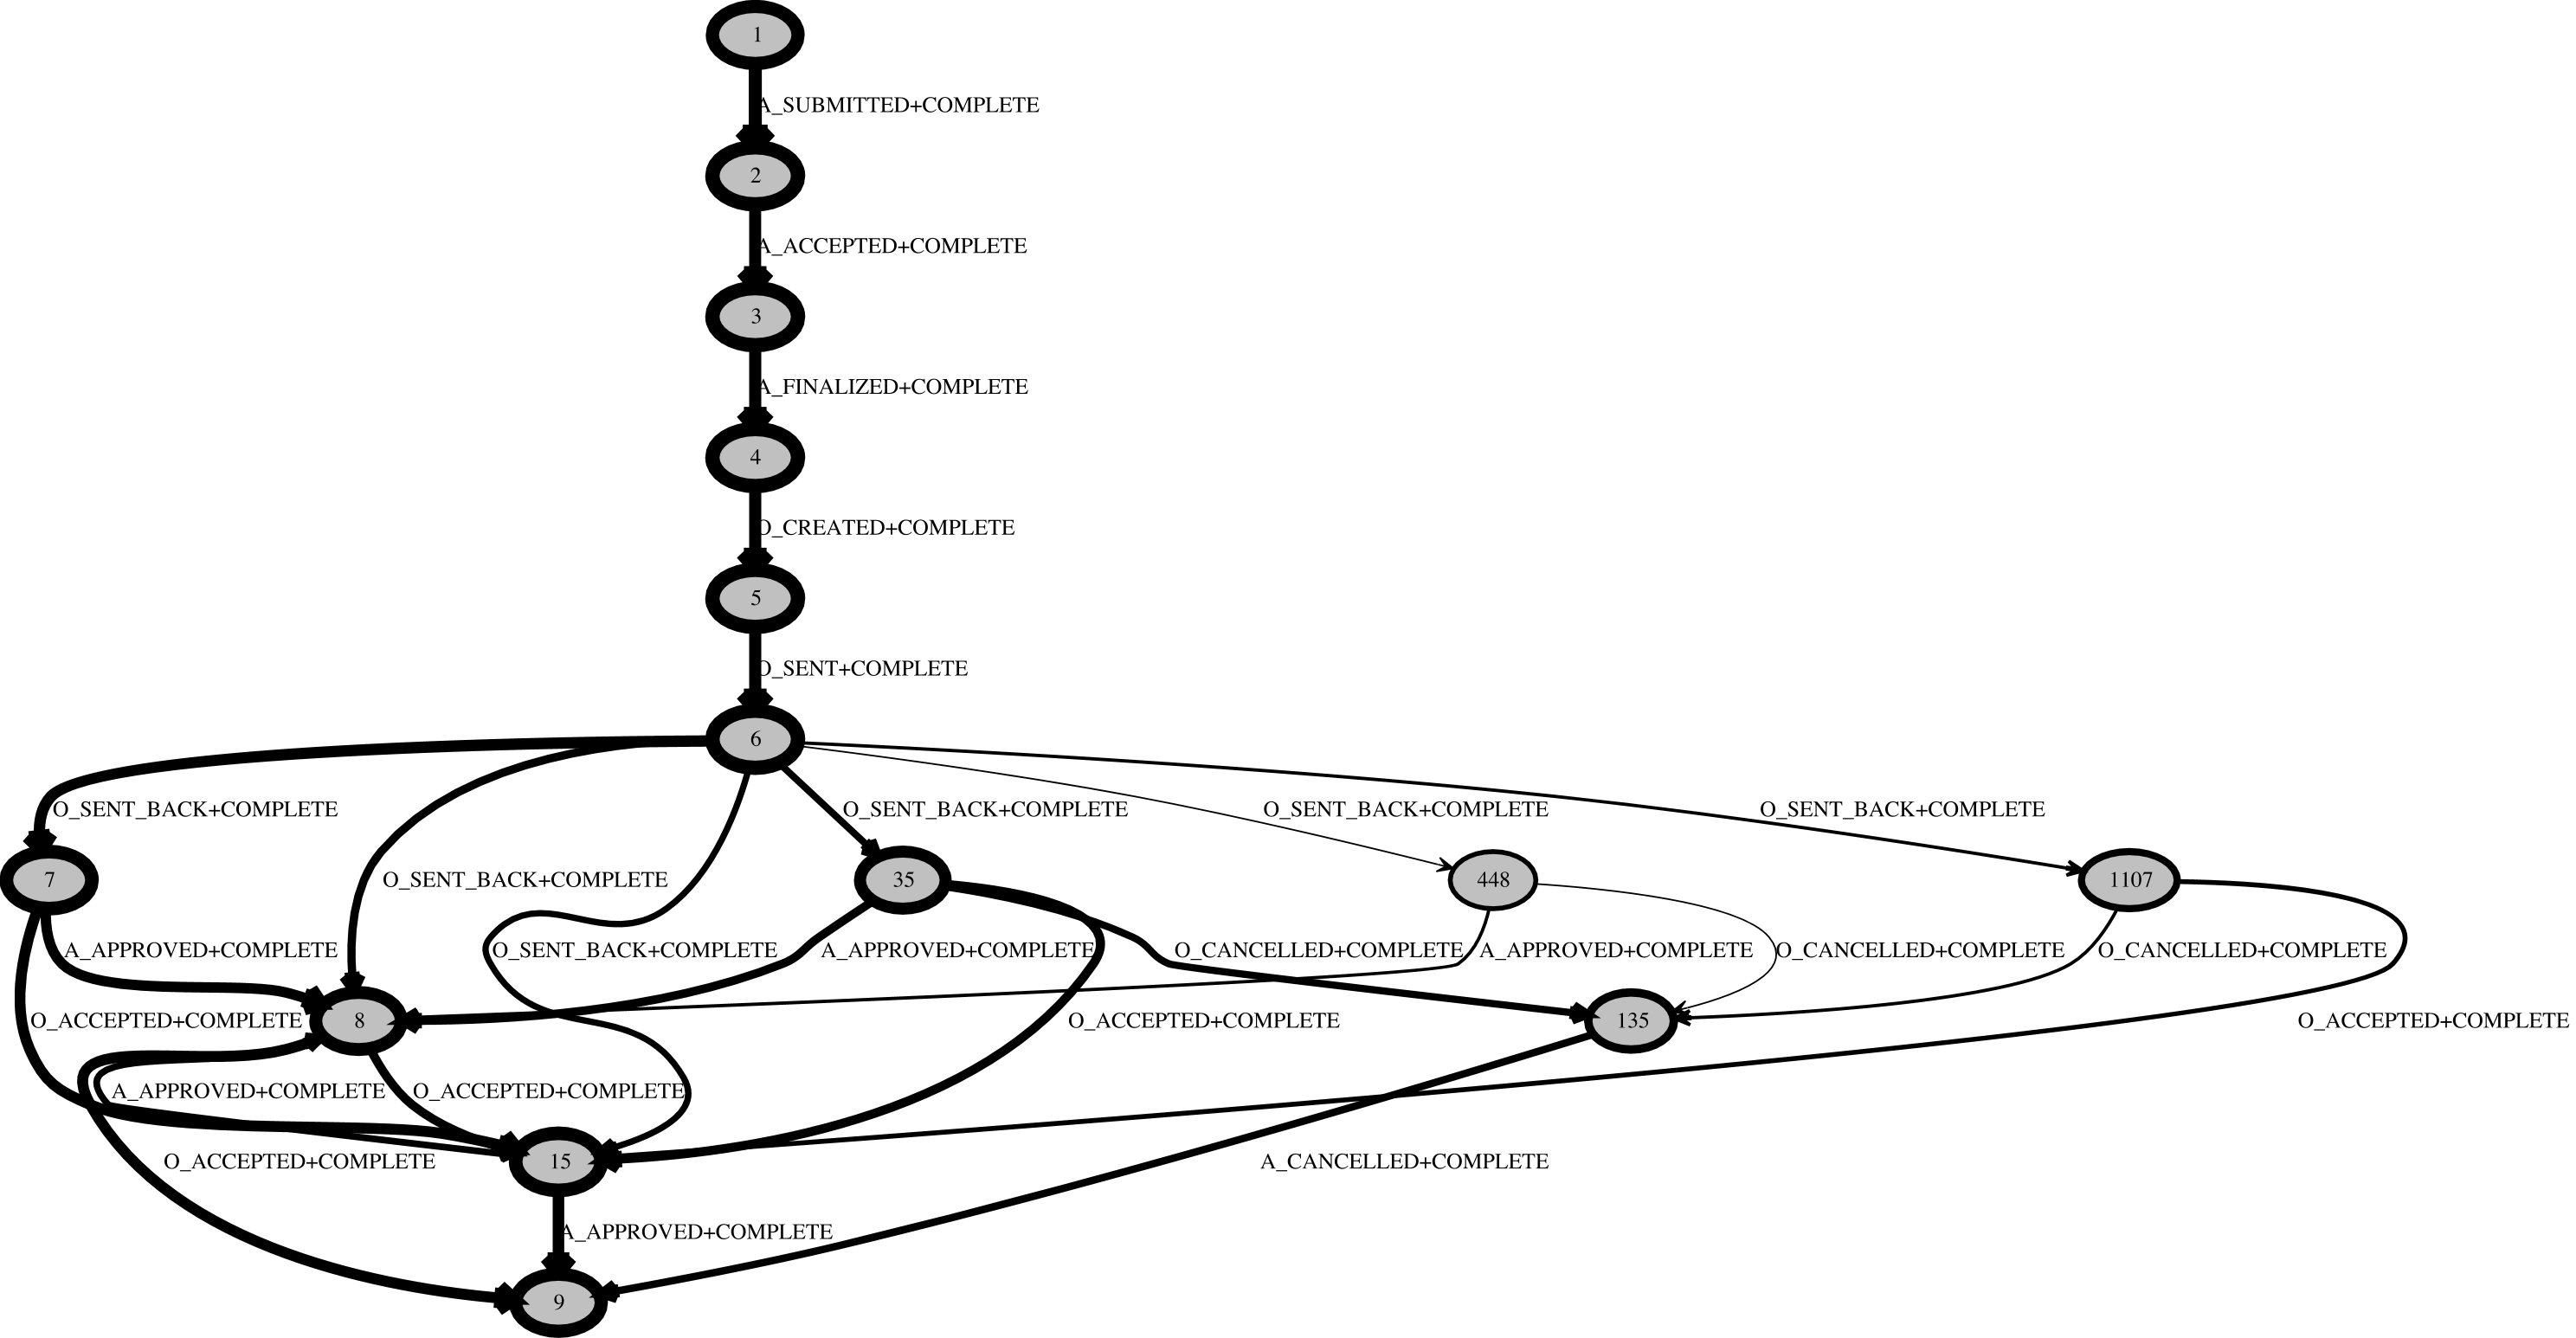 1
A_SUBMITTED+COMPLETE
2
A_ACCEPTED+COMPLETE
3
A_FINALIZED+COMPLETE
4
O_CREATED+COMPLETE
5
O_SENT+COMPLETE
6
O_SENT_BACK+COMPLETE
O_SENT_BACK+COMPLETE
O_SENT_BACK+COMPLETE
O_SENT_BACK+COMPLETE
7
O_SENT_BACK+COMPLETE
35
448
1107
A_APPROVED+COMPLETE
O_SENT_BACK+COMPLETE
A_APPROVED+COMPLETE
O_CANCELLED+COMPLETE
A_APPROVED+COMPLETE
O_CANCELLED+COMPLETE
O_CANCELLED+COMPLETE
O_ACCEPTED+COMPLETE
8
O_ACCEPTED+COMPLETE
135
O_ACCEPTED+COMPLETE
A_APPROVED+COMPLETE
O_ACCEPTED+COMPLETE
O_ACCEPTED+COMPLETE
15
A_CANCELLED+COMPLETE
A_APPROVED+COMPLETE
9